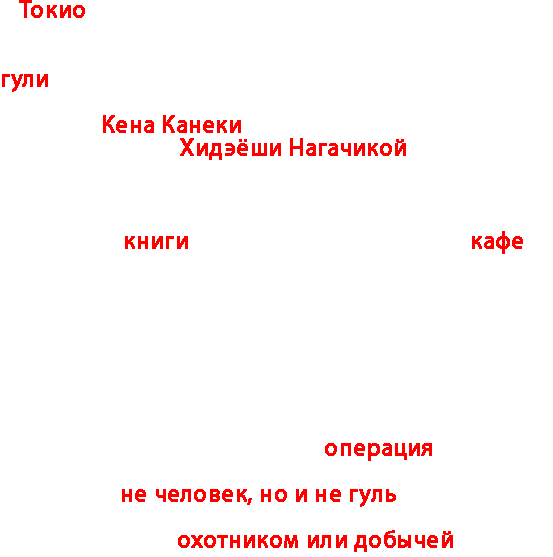 Токио
гули
Кена Канеки
Хидэёши Нагачикой
книги кафе
операция
не человек, но и не гуль
охотником или добычей